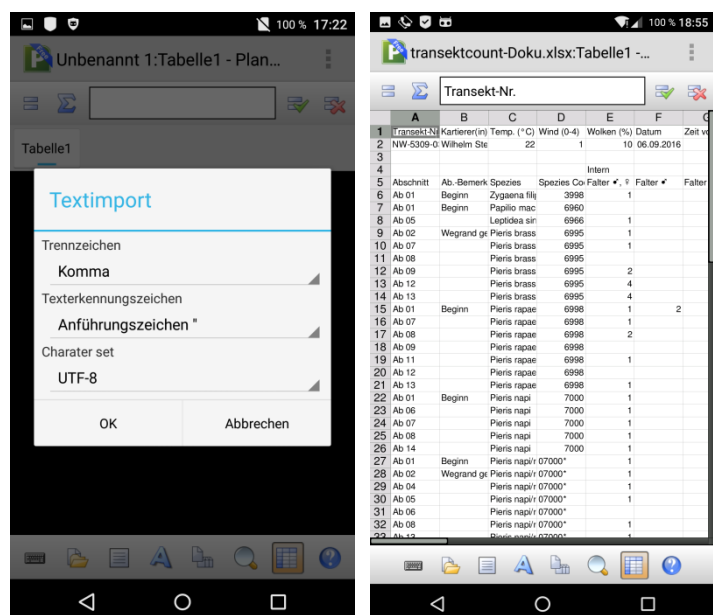 100 % 17:22
Unbenannt 1:Tabelle1 - Plan...
Tabelle1
Textimport
Trennzeichen
Komma
Texterkennungszeichen
Anführungszeichen "
Charater set
UTF-8
OK Abbrechen
100 % 18:55
transektcount-Doku.xlsx:Tabelle1 -...
Transekt-Nr.
A B C D E F G
1 Transekt-Nr Kartierer(in) Temp. (°C) Wind (0-4) Wolken (%) Datum Zeit vo
2 NW-5309-0 Wilhelm Ste 22 1 10 06.09.2016
3
4 Intern
5 Abschnitt Ab.-Bemerk Spezies Spezies Co Falter ♂, ♀ Falter ♂ Falter
6 Ab 01 Beginn Zygaena filip 3998 1
7 Ab 01 Beginn Papilio mac 6960
8 Ab 05 Leptidea sin 6966 1
9 Ab 02 Wegrand ge Pieris brass 6995 1
10 Ab 07 Pieris brass 6995 1
11 Ab 08 Pieris brass 6995
12 Ab 09 Pieris brass 6995 2
13 Ab 12 Pieris brass 6995 4
14 Ab 13 Pieris brass 6995 4
15 Ab 01 Beginn Pieris rapae 6998 1 2
16 Ab 07 Pieris rapae 6998 1
17 Ab 08 Pieris rapae 6998 2
18 Ab 09 Pieris rapae 6998
19 Ab 11 Pieris rapae 6998 1
20 Ab 12 Pieris rapae 6998
21 Ab 13 Pieris rapae 6998 1
22 Ab 01 Beginn Pieris napi 7000 1
23 Ab 06 Pieris napi 7000 1
24 Ab 07 Pieris napi 7000 1
25 Ab 08 Pieris napi 7000 1
26 Ab 14 Pieris napi 7000 1
27 Ab 01 Beginn Pieris napi/r 07000* 1
28 Ab 02 Wegrand ge Pieris napi/r 07000* 1
29 Ab 04 Pieris napi/r 07000* 1
30 Ab 05 Pieris napi/r 07000* 1
31 Ab 06 Pieris napi/r 07000*
32 Ab 08 Pieris napi/r 07000* 1
33 Ab 13 Pieris napi/r 07000* 1